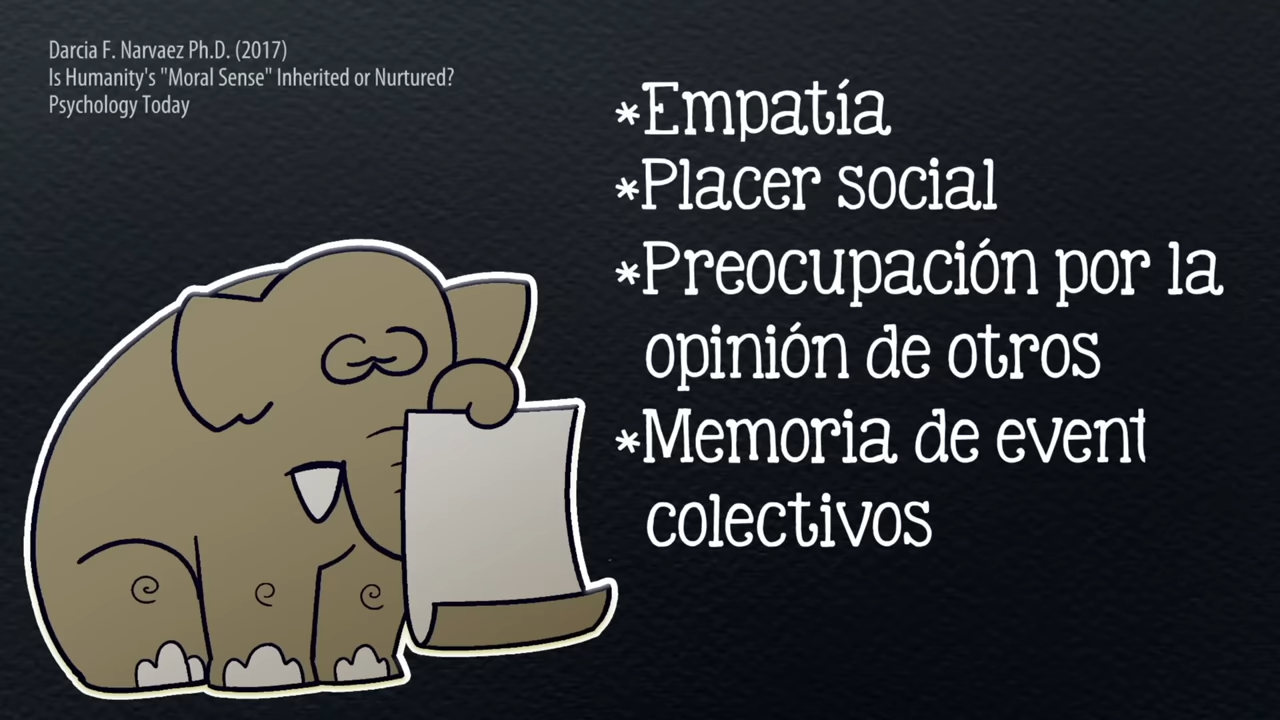 Darcia F. Narvaez Ph.D. (2017)
Is Humanity's "Moral Sense" Inherited or Nurtured?
Psychology Today
*Empatía
*Placer social
*Preocupación por la
opinión de otros
*Memoria de event
colectivos